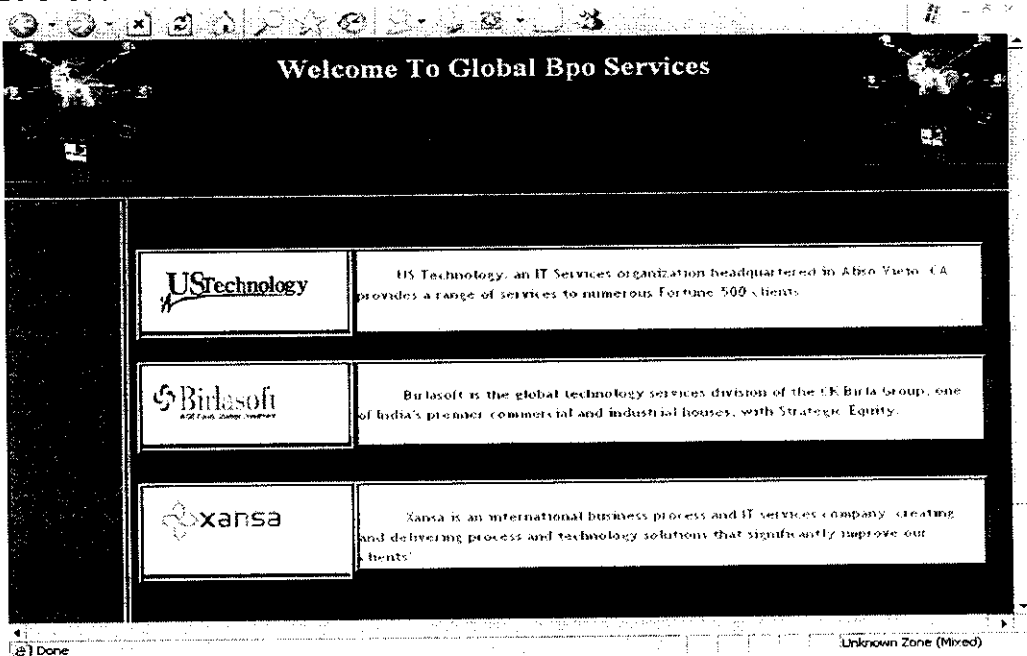 Welcome To Global Bpo Services
USTechnology
US Technology, an IT Services organization headquartered in Aliso Viejo, CA
provides a range of services to numerous Fortune 500 clients
Birlasoft
Birlasoft is the global technology services division of the CK Birla Group, one
of India's premier commercial and industrial houses, with Strategic Equity.
xansa
Xansa is an international business process and IT services company, creating
and delivering process and technology solutions that significantly improve our
clients'
Done
Unknown Zone (Mixed)